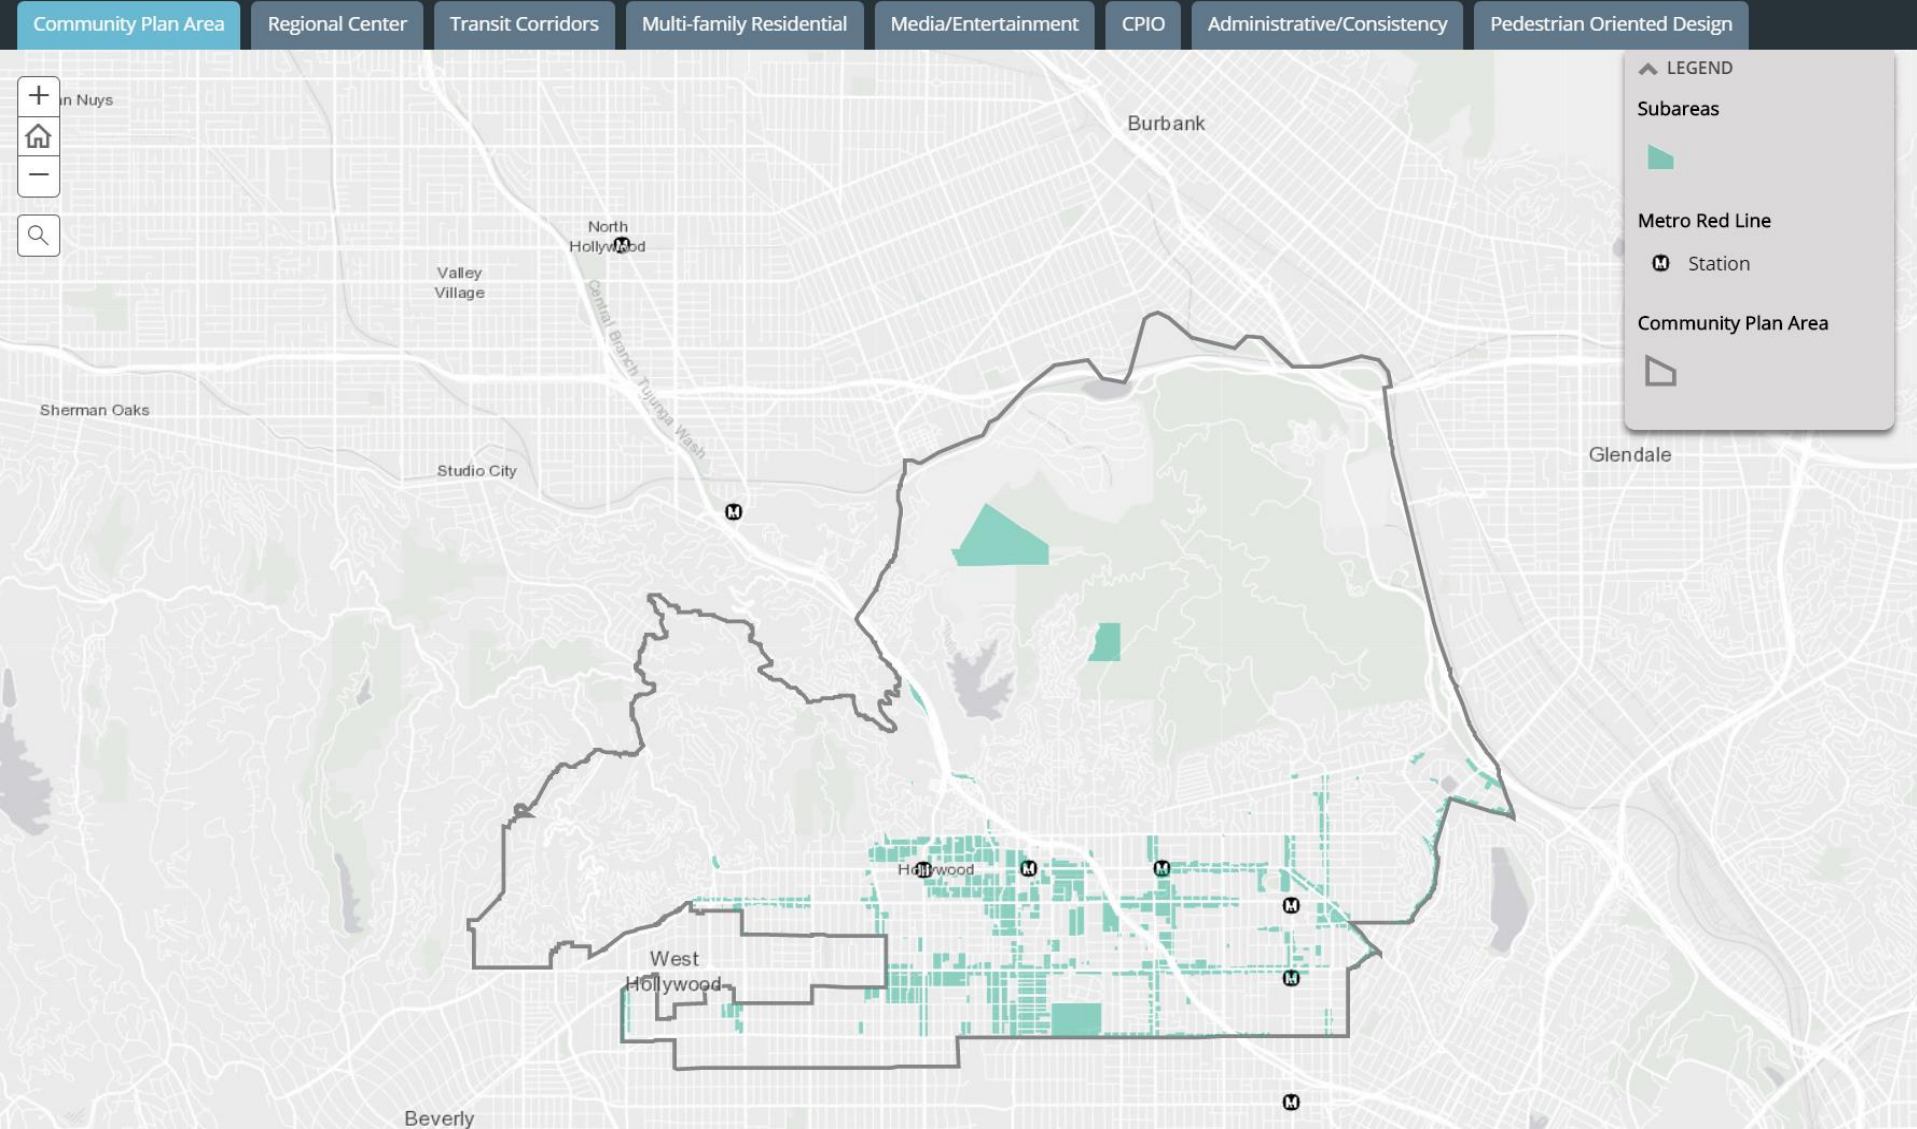 Community Plan Area
Regional Center
Transit Corridors
Multi-family Residential
Media/Entertainment
CPIO
Administrative/Consistency
Pedestrian Oriented Design
LEGEND
Subareas
Metro Red Line
Station
Community Plan Area
an Nuys
Burbank
North
Hollywood
Valley
Village
Central Branch Tujunga Wash
Sherman Oaks
Studio City
Glendale
Hollywood
West
Hollywood
Beverly